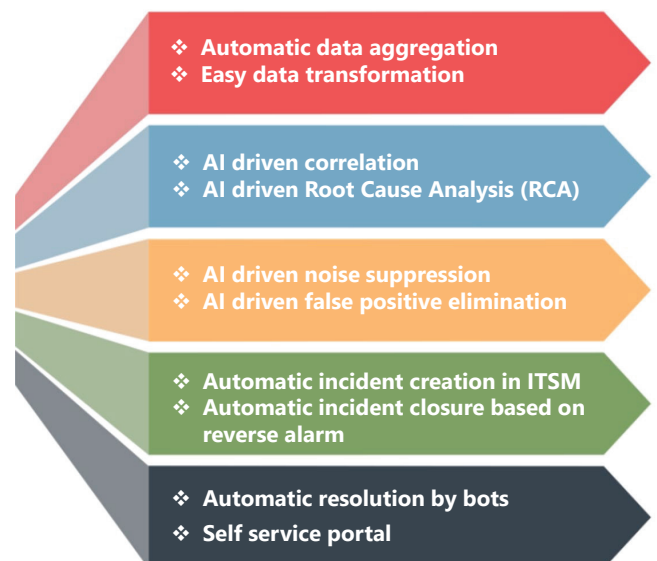 ❖ Automatic data aggregation
❖ Easy data transformation
❖ AI driven correlation
❖ AI driven Root Cause Analysis (RCA)
❖ AI driven noise suppression
❖ AI driven false positive elimination
❖ Automatic incident creation in ITSM
❖ Automatic incident closure based on
reverse alarm
❖ Automatic resolution by bots
❖ Self service portal